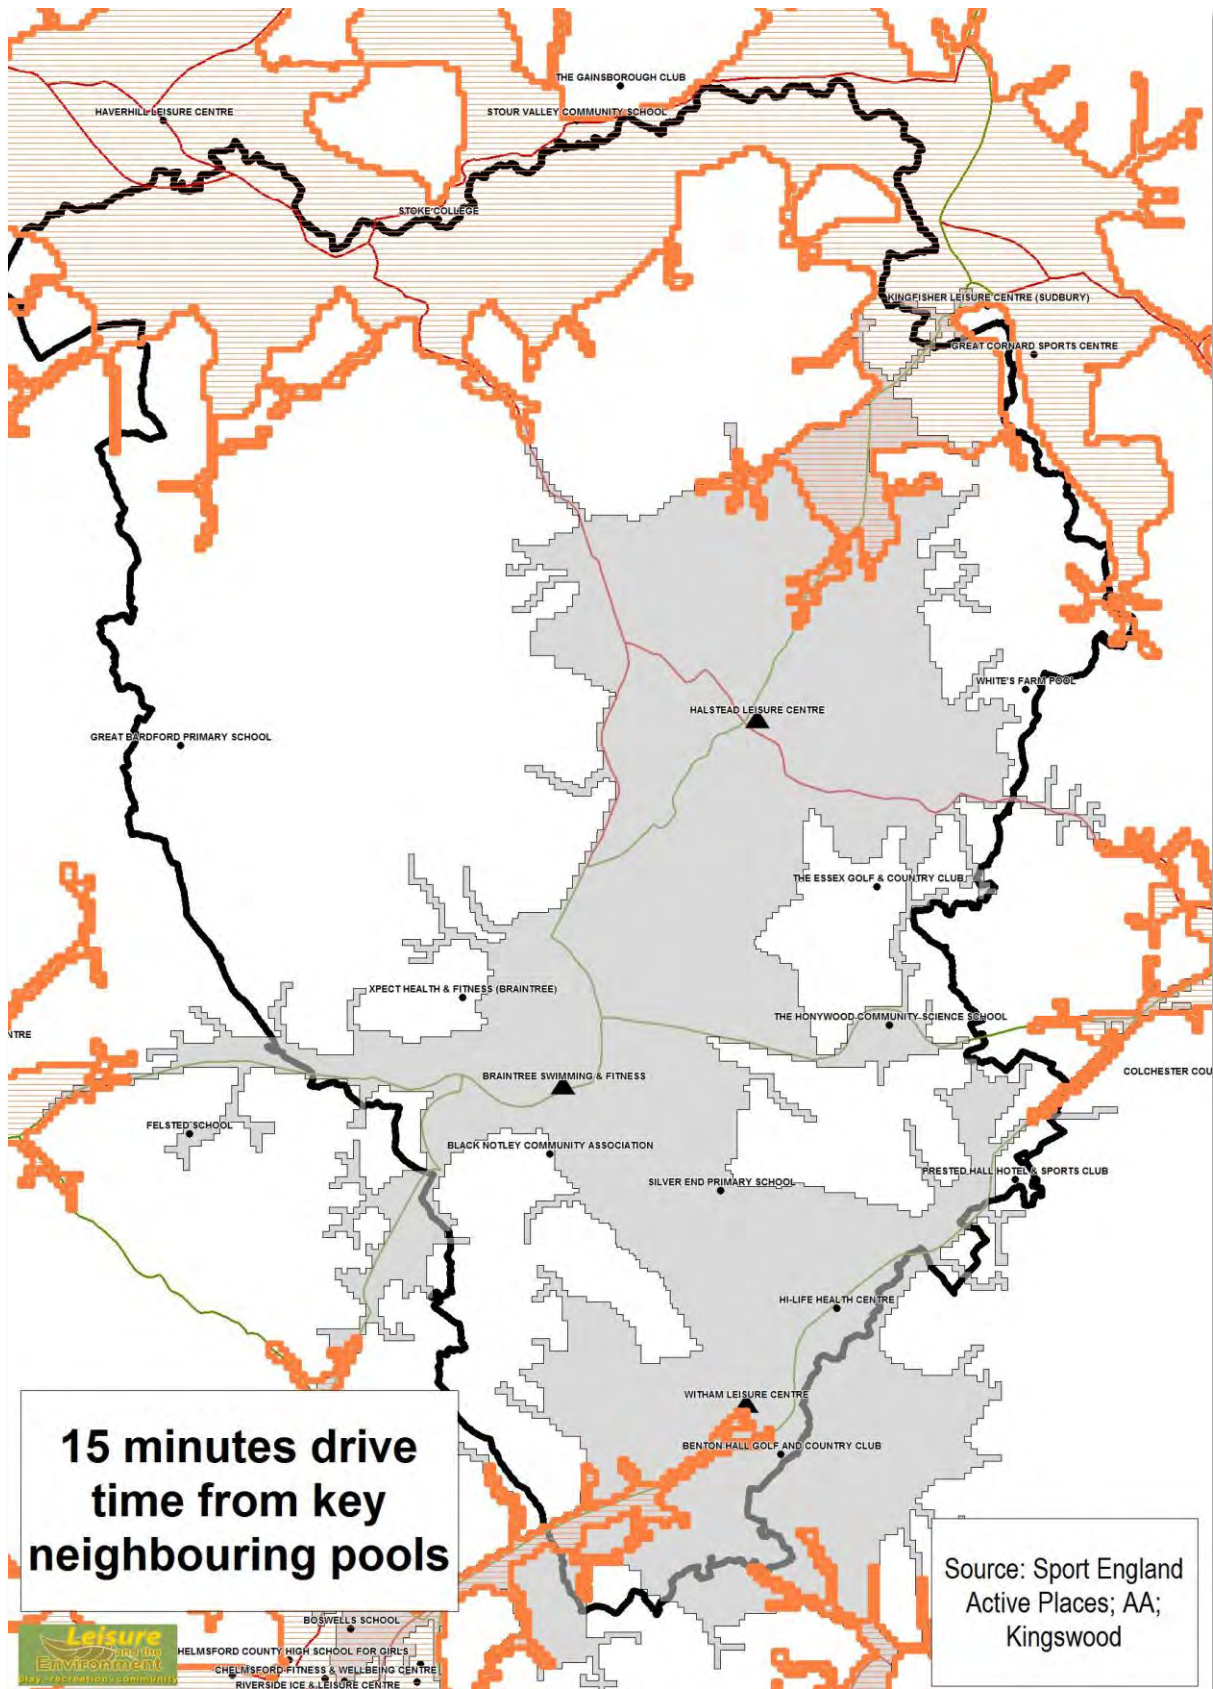 THE GAINSBOROUGH CLUB
HAVERHILL LEISURE CENTRE
STOUR VALLEY COMMUNITY SCHOOL
STOKE COLLEGE
KINGFISHER LEISURE CENTRE (SUDBURY)
GREAT CORNARD SPORTS CENTRE
WHITE'S FARM POOL
HALSTEAD LEISURE CENTRE
GREAT BARDFORD PRIMARY SCHOOL
THE ESSEX GOLF & COUNTRY CLUB
XPECT HEALTH & FITNESS (BRAINTREE)
THE HONYWOOD COMMUNITY SCIENCE SCHOOL
NTRE
COLCHESTER COU
BRAINTREE SWIMMING & FITNESS
FELSTED SCHOOL
BLACK NOTLEY COMMUNITY ASSOCIATION
PRESTED HALL HOTEL & SPORTS CLUB
SILVER END PRIMARY SCHOOL
HI-LIFE HEALTH CENTRE
WITHAM LEISURE CENTRE
BENTON HALL GOLF AND COUNTRY CLUB
15 minutes drive
time from key
neighbouring pools
Source: Sport England
Active Places; AA;
Kingswood
BOSWELLS SCHOOL
HELMSFORD COUNTY HIGH SCHOOL FOR GIRLS
CHELMSFORD FITNESS & WELLBEING CENTRE
RIVERSIDE ICE & LEISURE CENTRE
Leisure
and the
Environment
play recreation community